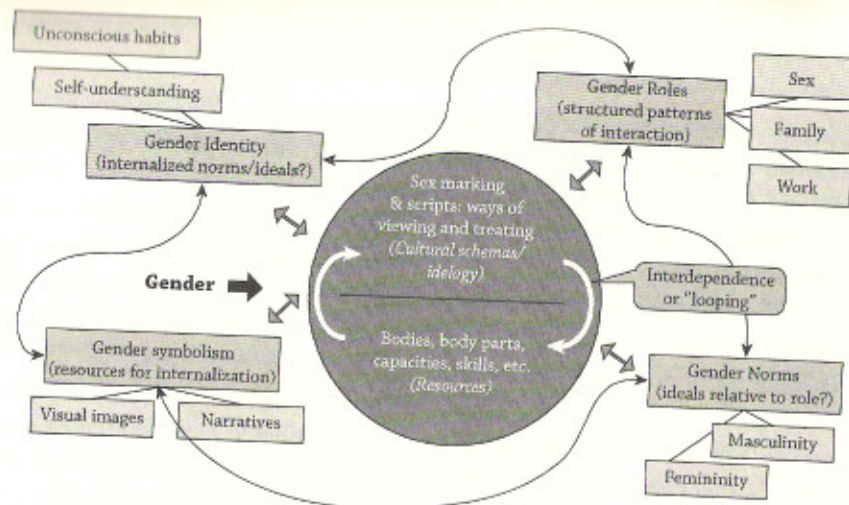 Unconscious habits
Self-understanding
Gender Identity
(internalized norms/ideals?)
Gender Roles
(structured patterns
of interaction)
Sex
Family
Work
Sex marking
& scripts: ways of
viewing and treating
(Cultural schemas/
idelogy)
Gender
Interdependence
or "looping"
Bodies, body parts,
capacities, skills, etc.
(Resources)
Gender symbolism
(resources for internalization)
Visual images
Narratives
Gender Norms
(ideals relative to role?)
Masculinity
Femininity